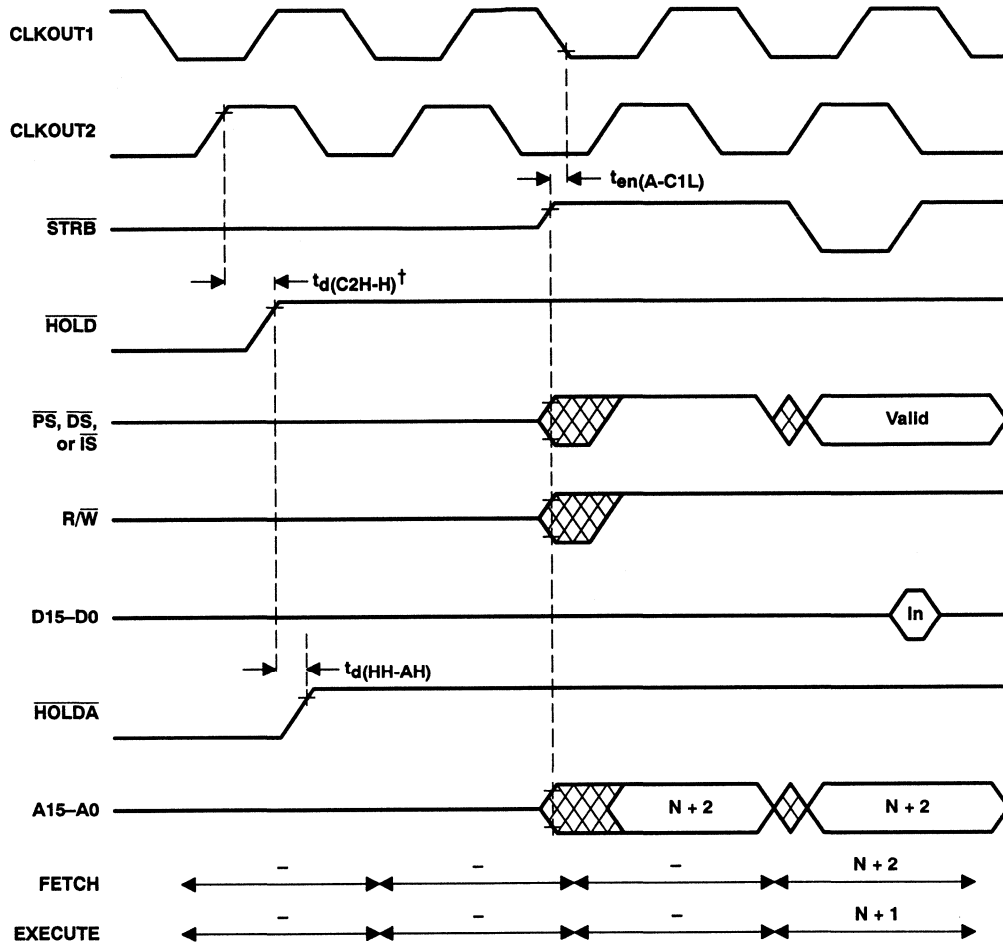 CLKOUT1
CLKOUT2
t_en(A-C1L)
STRB
t_d(C2H-H)†
HOLD
PS, DS,
or IS
Valid
R/W
D15–D0
In
t_d(HH-AH)
HOLDA
A15–A0
N + 2
N + 2
– – – N + 2
FETCH
– – – N + 1
EXECUTE